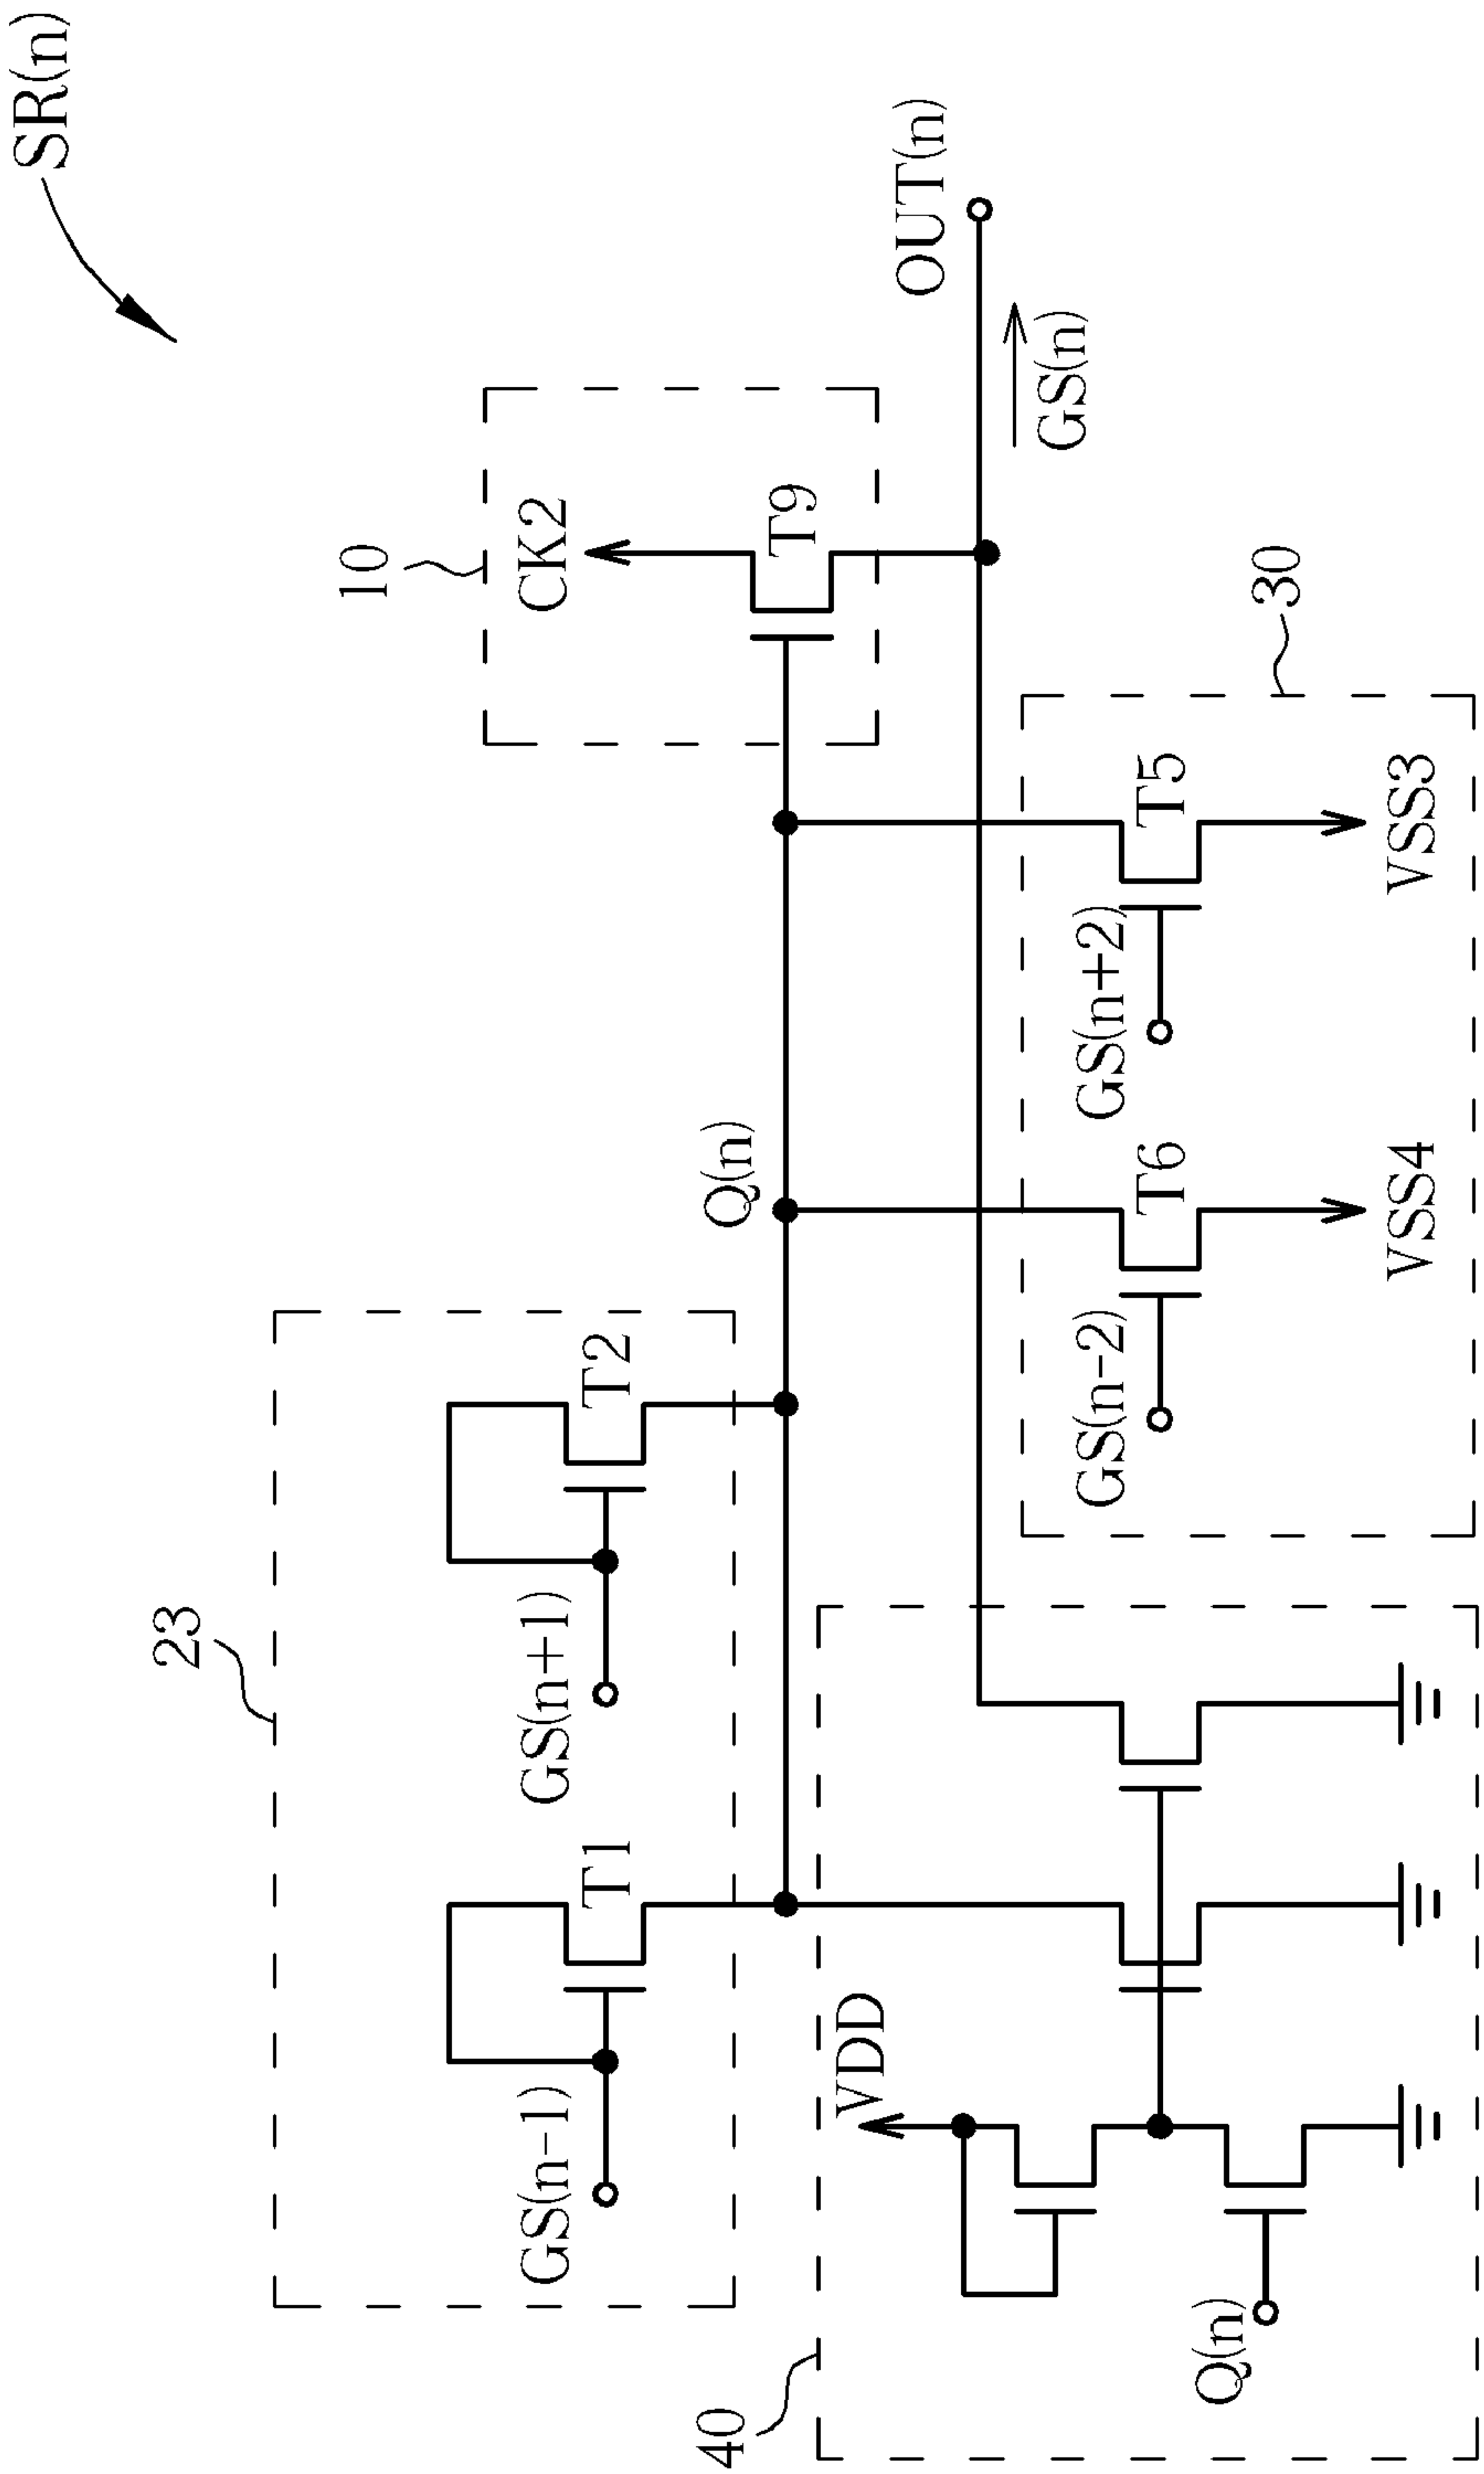 SR(n)
23
10
CK2
T9
GS(n-1)
T1
GS(n+1)
T2
Q(n)
OUT(n)
GS(n)
40
VDD
Q(n)
GS(n-2)
T6
VSS4
GS(n+2)
T5
VSS3
30